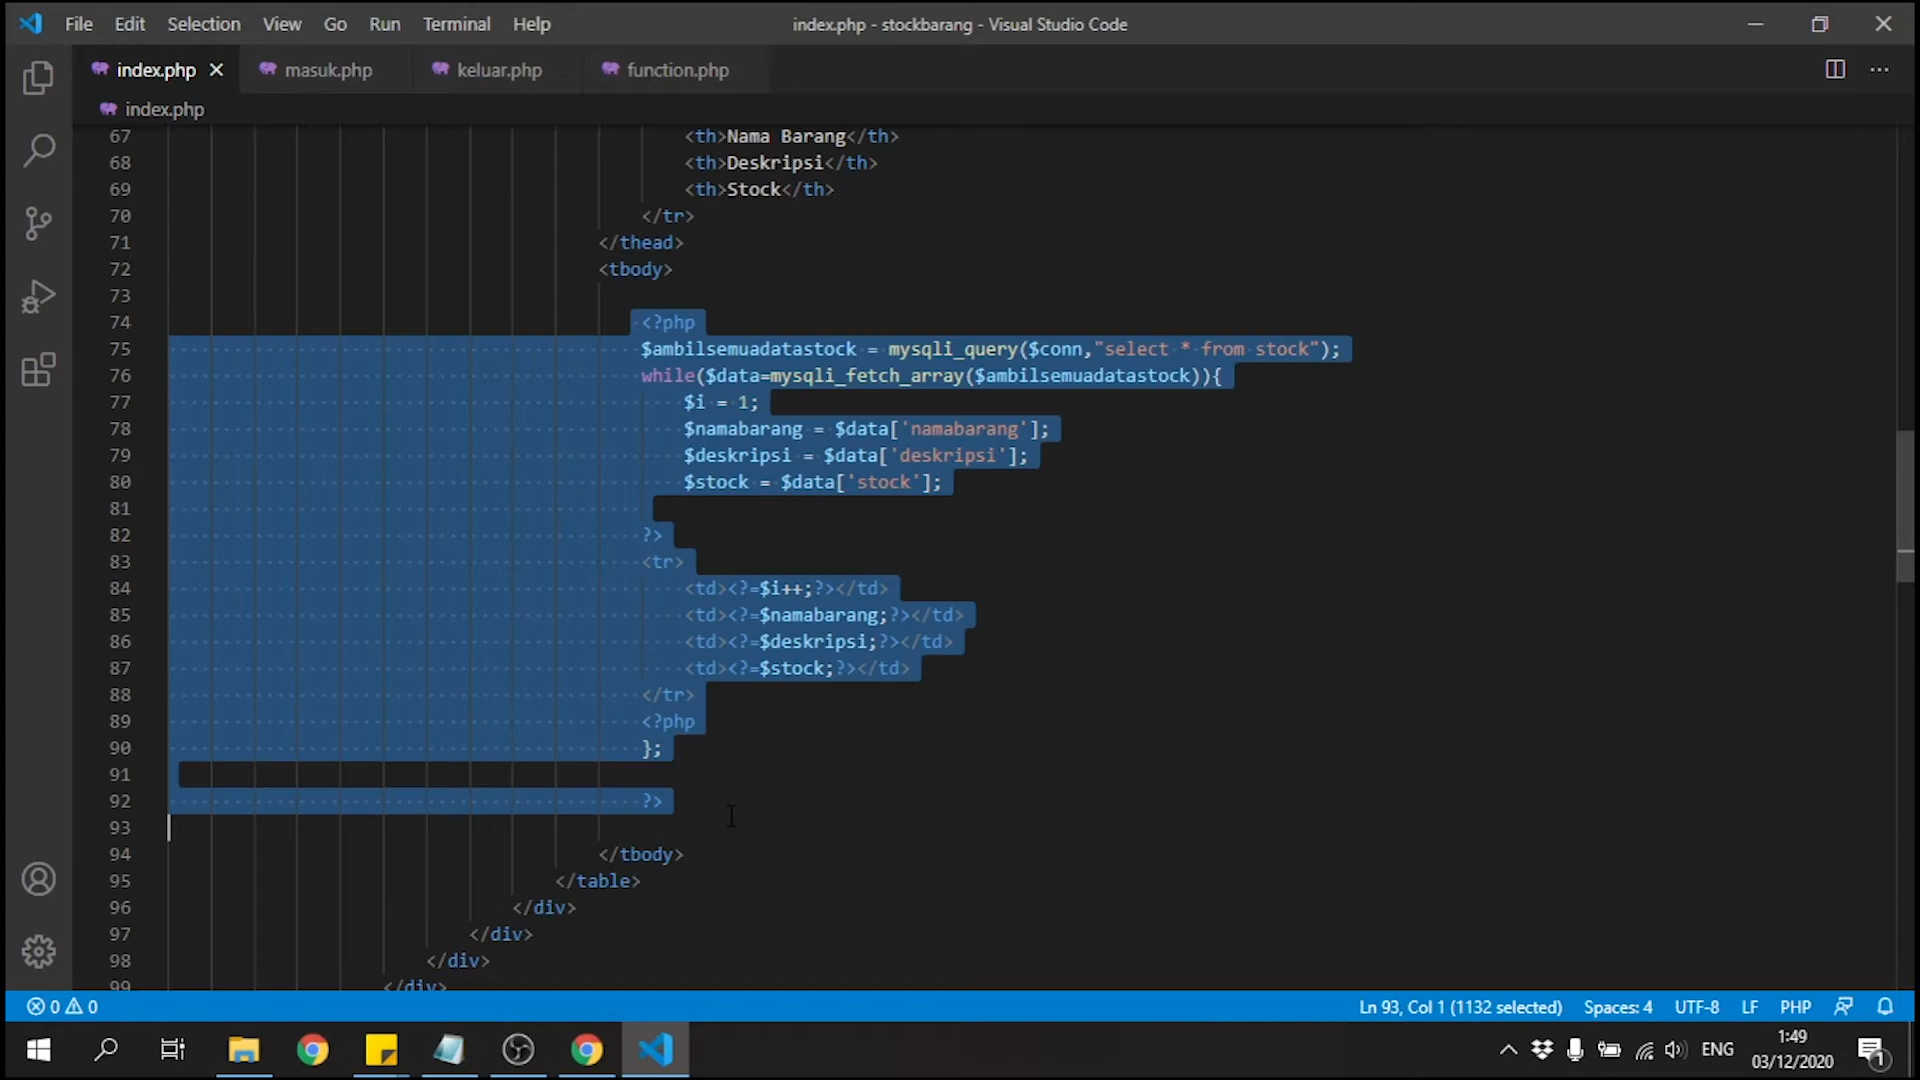 File Edit Selection View Go Run Terminal Help index.php - stockbarang - Visual Studio Code
index.php masuk.php keluar.php function.php
index.php
67 <th>Nama Barang</th>
68 <th>Deskripsi</th>
69 <th>Stock</th>
70 </tr>
71 </thead>
72 <tbody>
73
74 <?php
75 $ambilsemuadatastock = mysqli_query($conn,"select * from stock");
76 while($data=mysqli_fetch_array($ambilsemuadatastock)){
77 $i = 1;
78 $namabarang = $data['namabarang'];
79 $deskripsi = $data['deskripsi'];
80 $stock = $data['stock'];
81
82 ?>
83 <tr>
84 <td><?=$i++;?></td>
85 <td><?=$namabarang;?></td>
86 <td><?=$deskripsi;?></td>
87 <td><?=$stock;?></td>
88 </tr>
89 <?php
90 };
91
92 ?>
93
94 </tbody>
95 </table>
96 </div>
97 </div>
98 </div>
99 </div>
0 0 Ln 93, Col 1 (1132 selected) Spaces: 4 UTF-8 LF PHP
ENG 1:49
03/12/2020 1